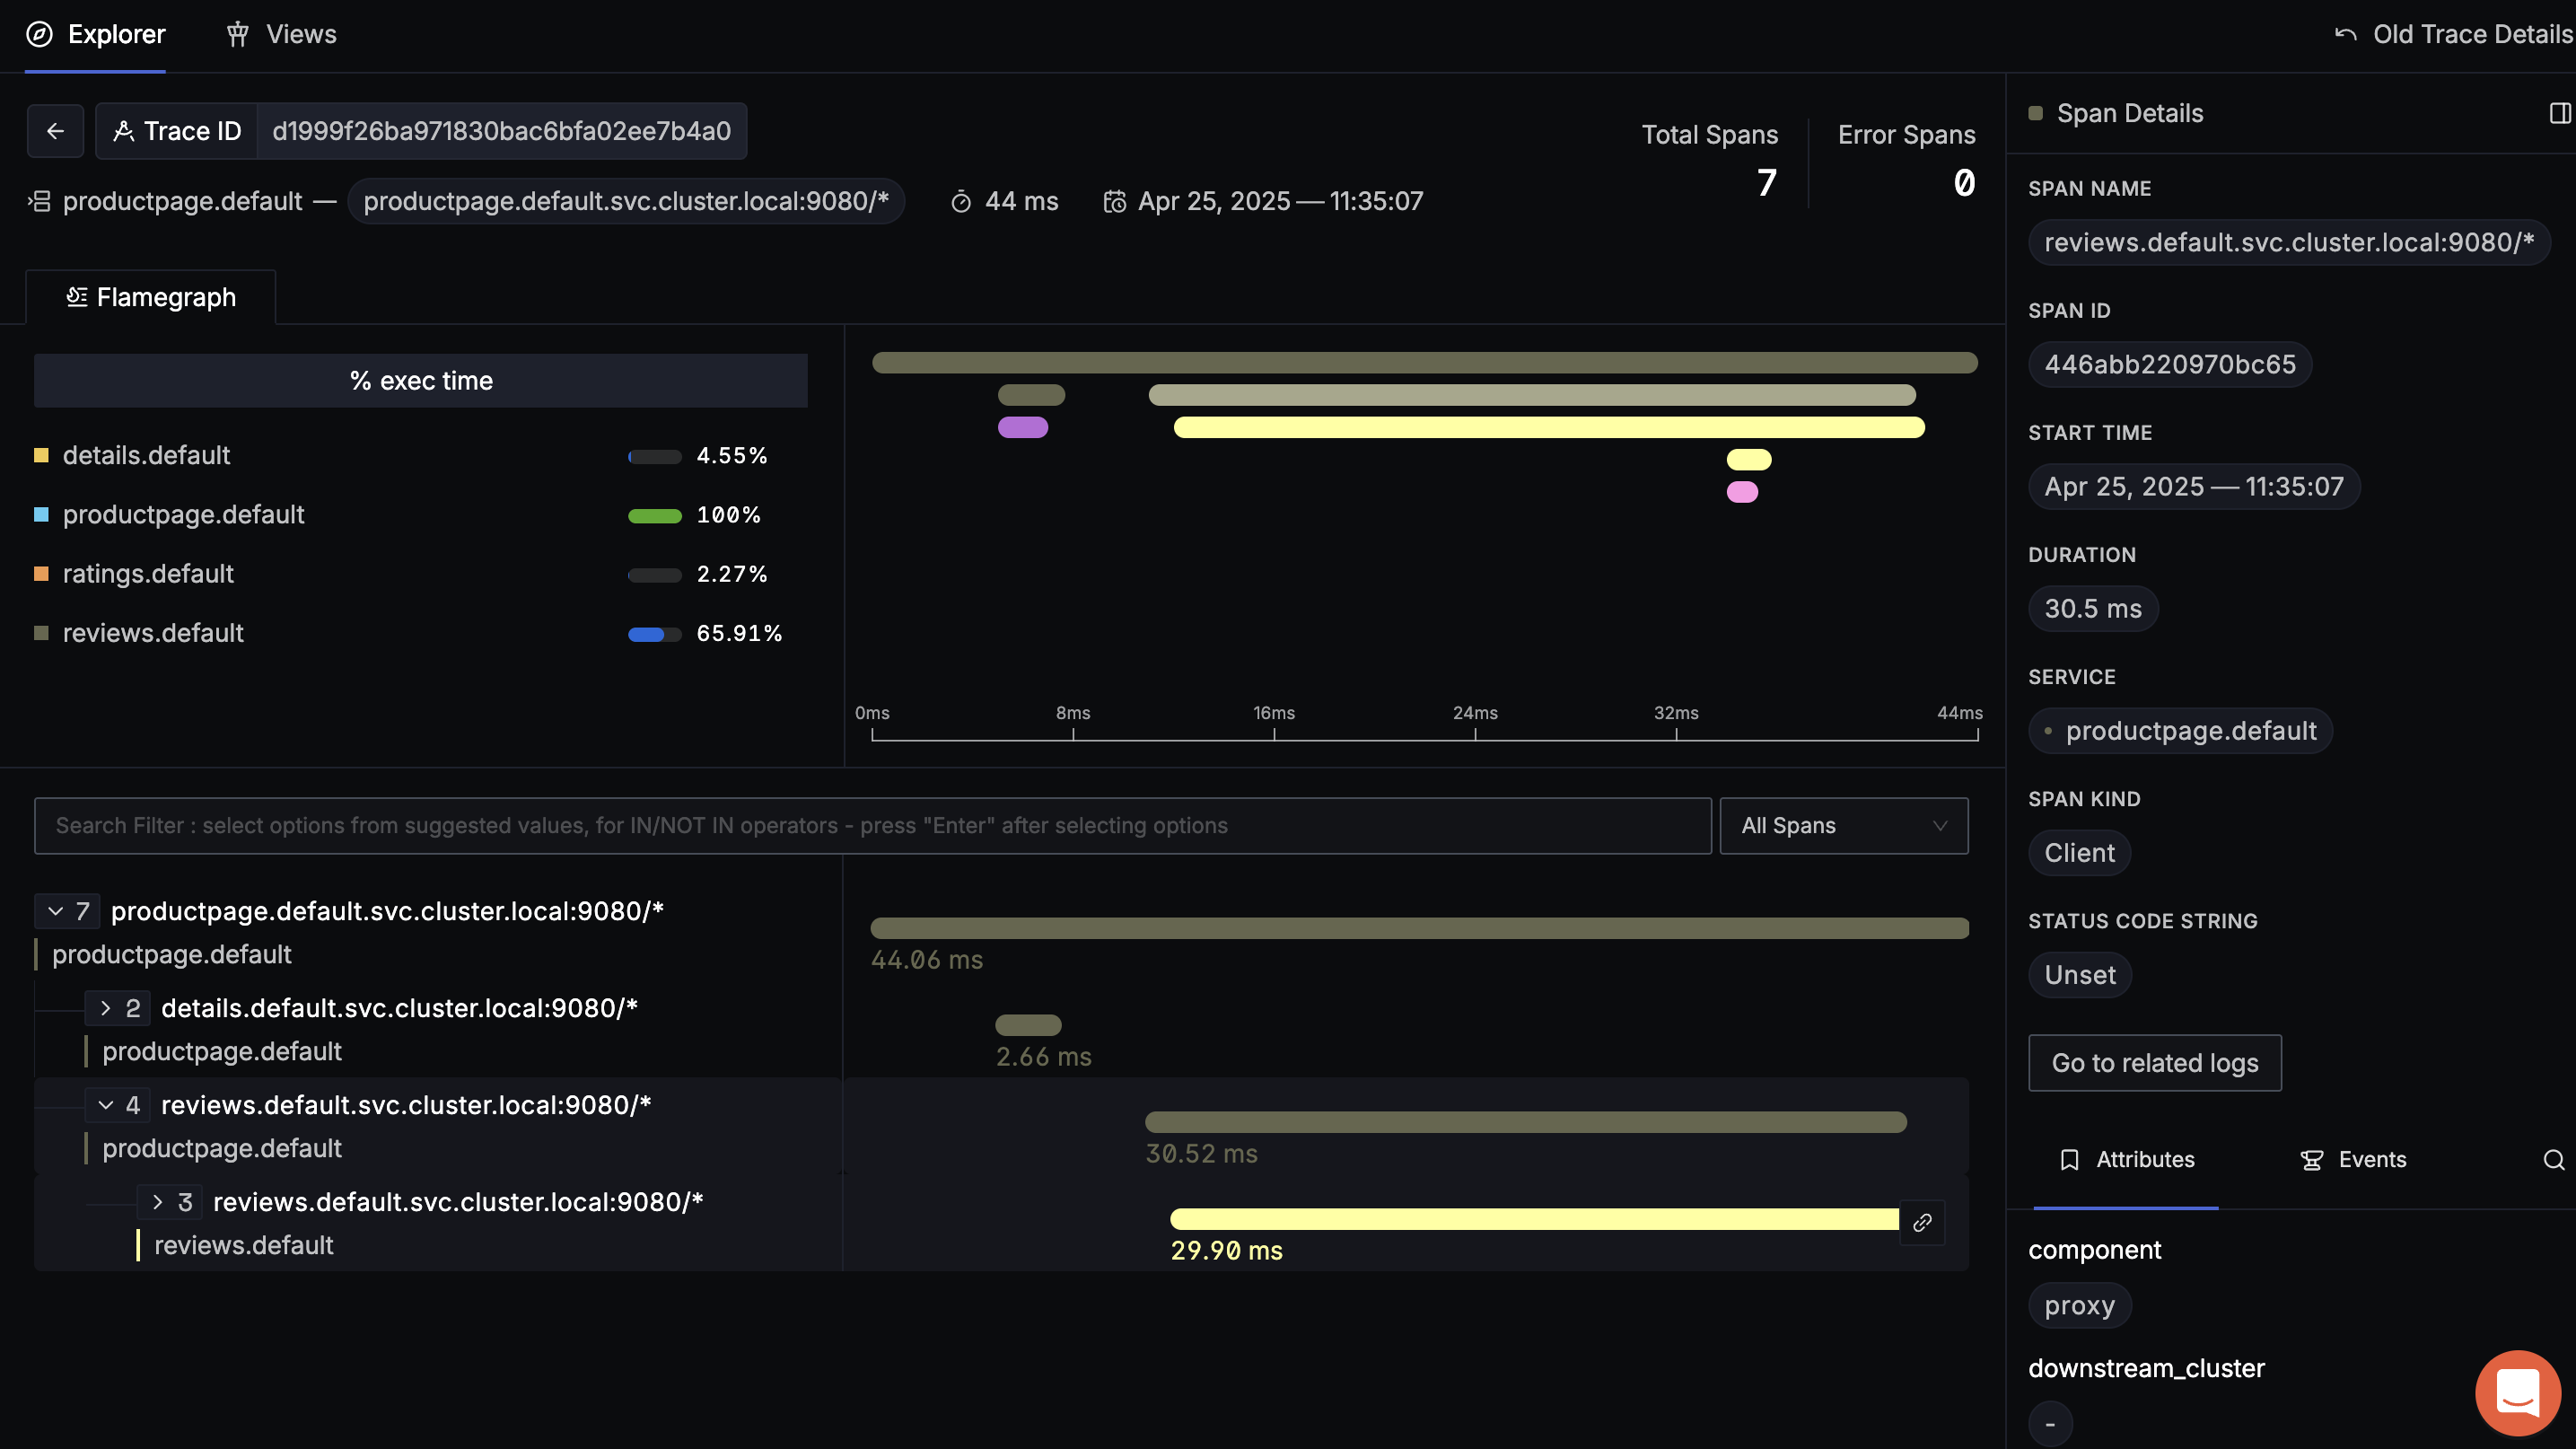 Explorer
Views
Old Trace Details
Trace ID
d1999f26ba971830bac6bfa02ee7b4a0
productpage.default — productpage.default.svc.cluster.local:9080/*
44 ms
Apr 25, 2025 — 11:35:07
Total Spans
7
Error Spans
0
Flamegraph
% exec time
details.default 4.55%
productpage.default 100%
ratings.default 2.27%
reviews.default 65.91%
0ms 8ms 16ms 24ms 32ms 44ms
Search Filter : select options from suggested values, for IN/NOT IN operators - press "Enter" after selecting options
All Spans
7 productpage.default.svc.cluster.local:9080/*
productpage.default
44.06 ms
2 details.default.svc.cluster.local:9080/*
productpage.default
2.66 ms
4 reviews.default.svc.cluster.local:9080/*
productpage.default
30.52 ms
3 reviews.default.svc.cluster.local:9080/*
reviews.default
29.90 ms
Span Details
SPAN NAME
reviews.default.svc.cluster.local:9080/*
SPAN ID
446abb220970bc65
START TIME
Apr 25, 2025 — 11:35:07
DURATION
30.5 ms
SERVICE
productpage.default
SPAN KIND
Client
STATUS CODE STRING
Unset
Go to related logs
Attributes
Events
component
proxy
downstream_cluster
-